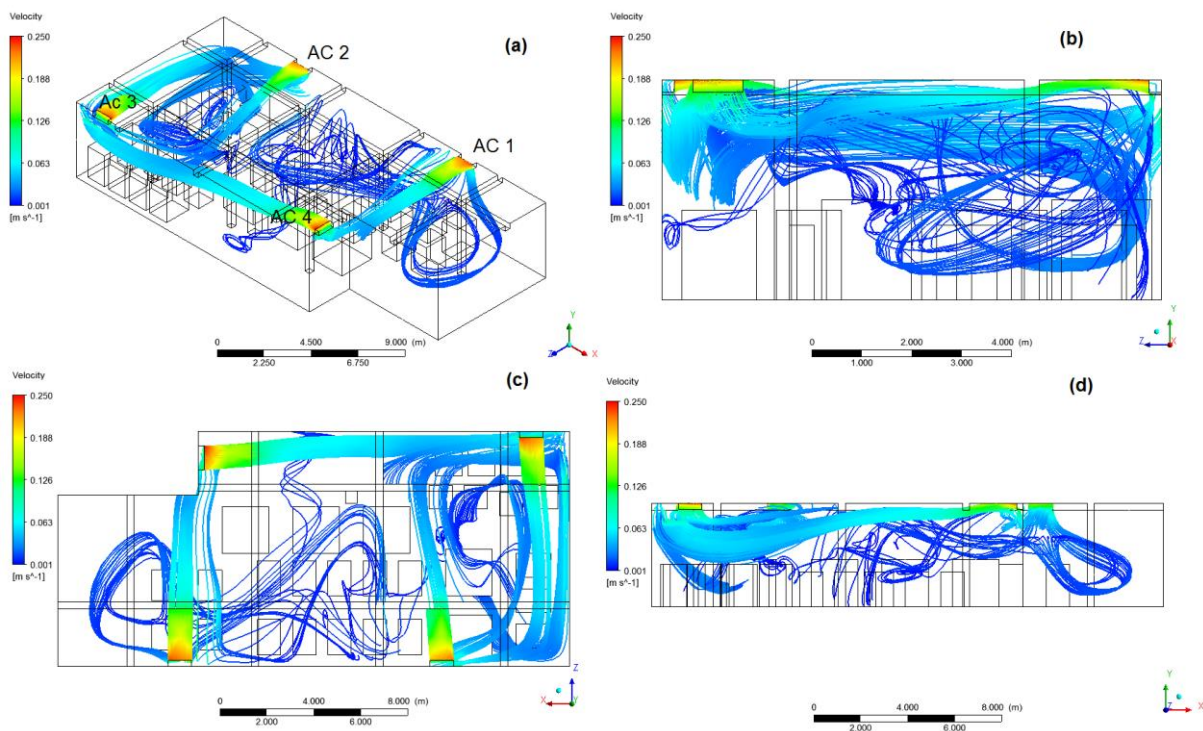 Velocity
0.250
0.188
0.126
0.063
0.001
[m s^-1]
(a)
AC 2
Ac 3
AC 1
AC 4
0 4.500 9.000 (m)
2.250 6.750
Y
Z X
Velocity
0.250
0.188
0.126
0.063
0.001
[m s^-1]
(b)
0 2.000 4.000 (m)
1.000 3.000
Y
Z X
Velocity
0.250
0.188
0.126
0.063
0.001
[m s^-1]
(c)
0 4.000 8.000 (m)
2.000 6.000
Z
X Y
Velocity
0.250
0.188
0.126
0.063
0.001
[m s^-1]
(d)
0 4.000 8.000 (m)
2.000 6.000
Y
Z X